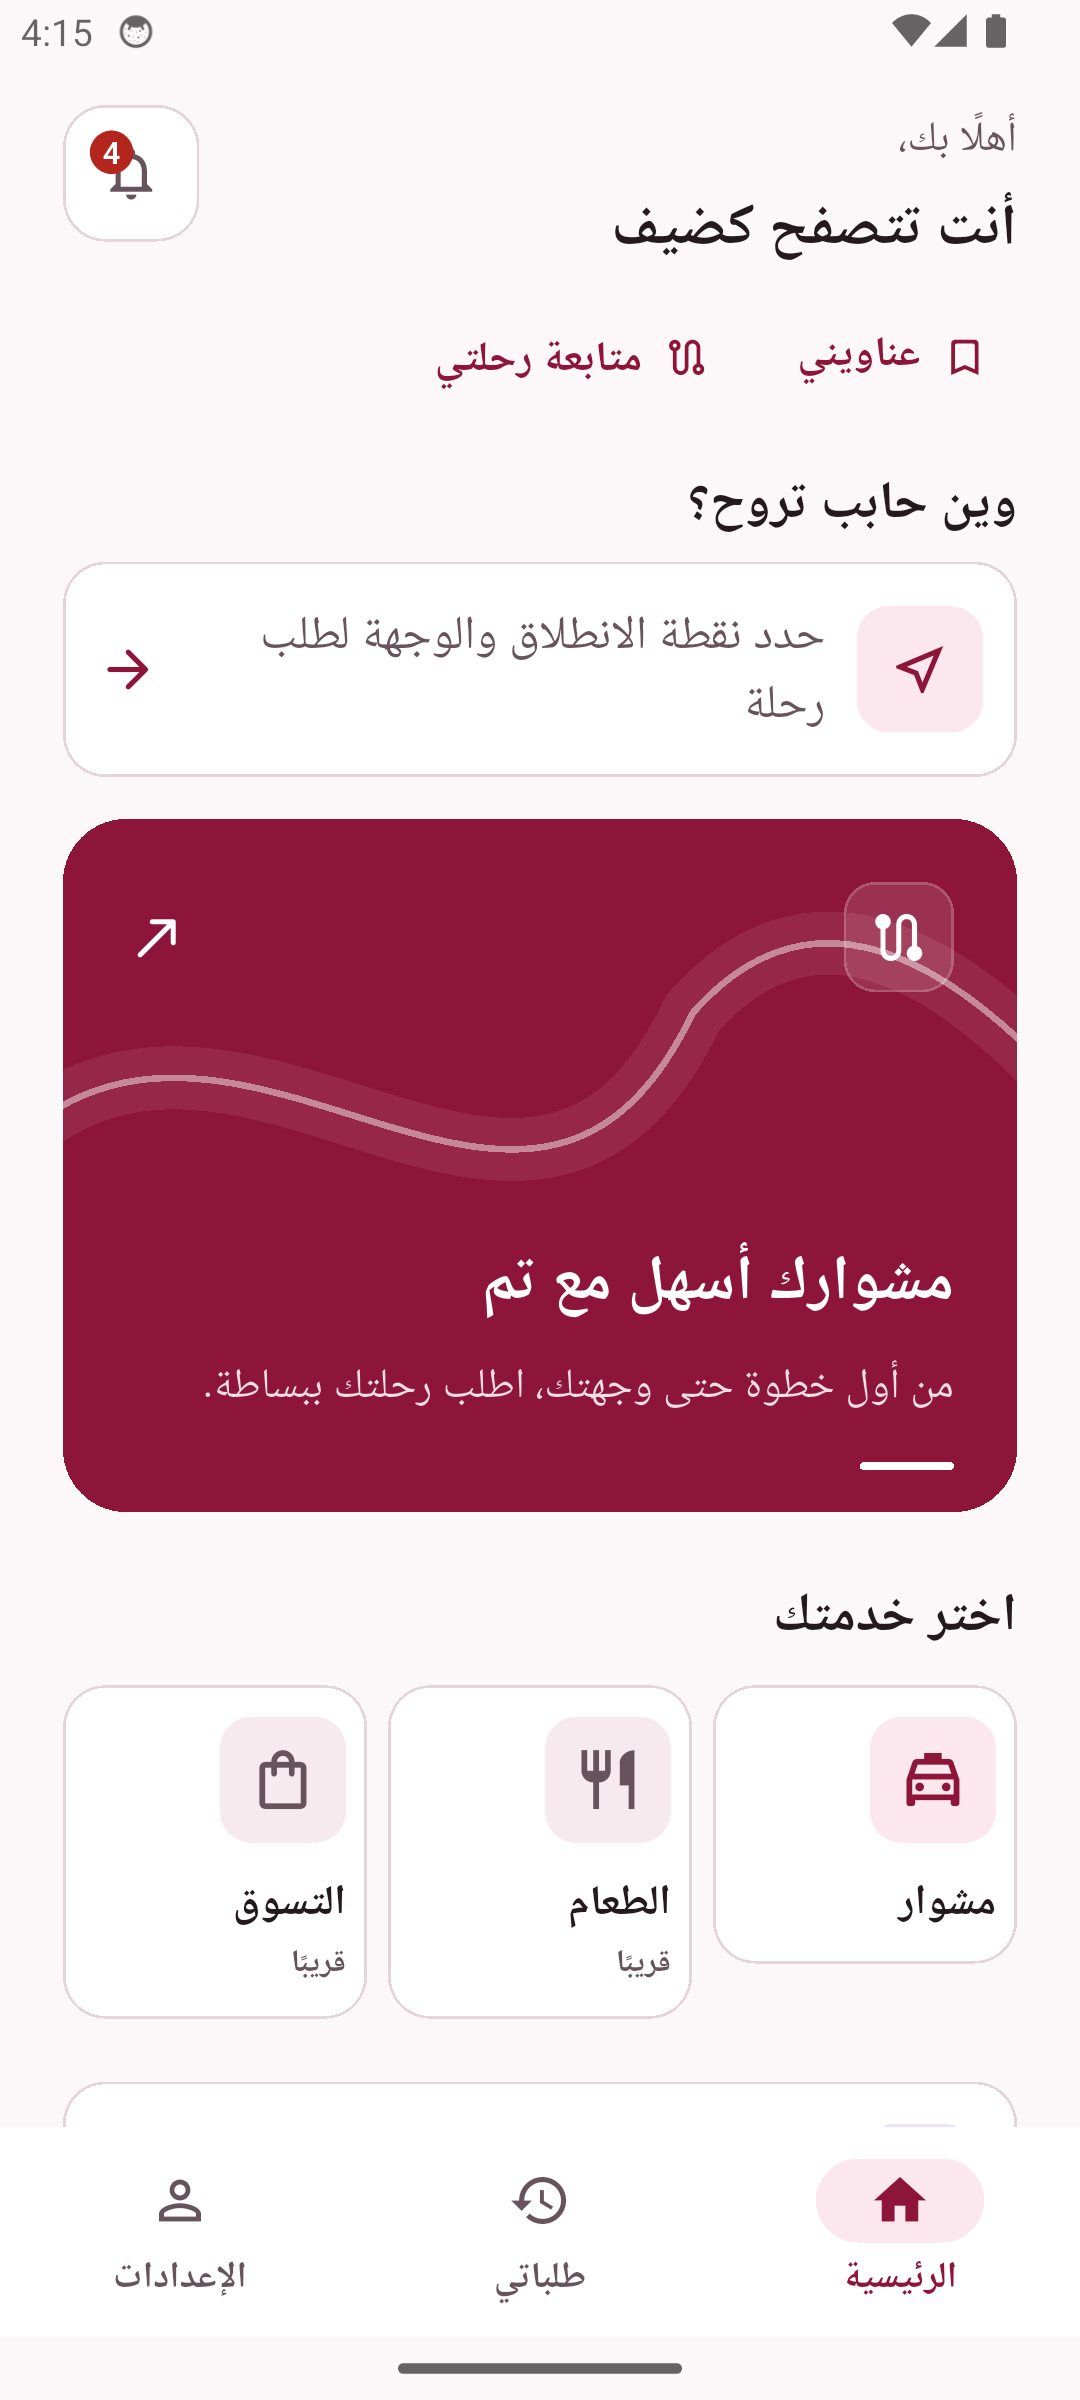 4:15
أهلًا بك،
4
أنت تتصفح كضيف
عناويني
متابعة رحلتي
وين حابب تروح؟
حدد نقطة الانطلاق والوجهة لطلب
رحلة
مشوارك أسهل مع تم
من أول خطوة حتى وجهتك، اطلب رحلتك ببساطة.
اختر خدمتك
مشوار
الطعام
قريبًا
التسوق
قريبًا
الرئيسية
طلباتي
الإعدادات